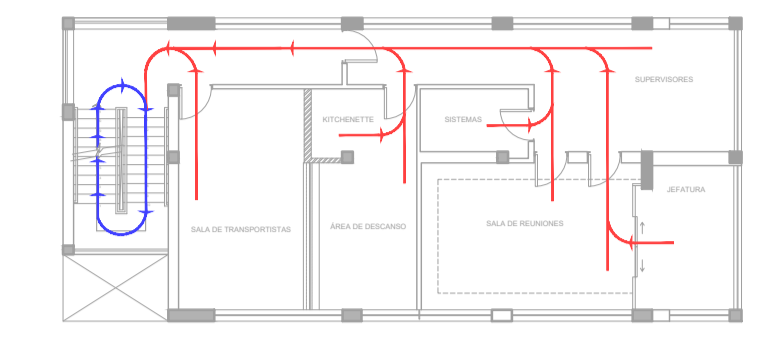 SUPERVISORES
KITCHENETTE
SISTEMAS
JEFATURA
SALA DE TRANSPORTISTAS
ÁREA DE DESCANSO
SALA DE REUNIONES